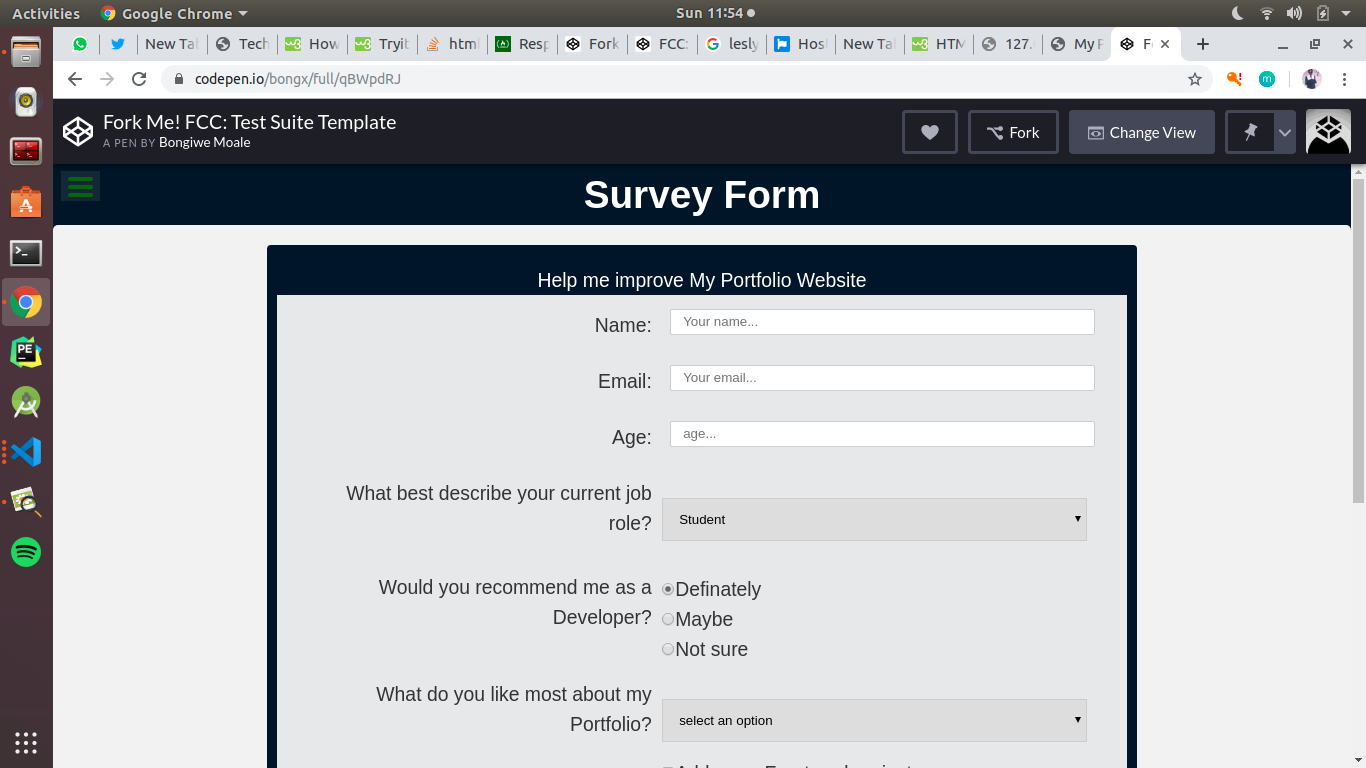 Activities Google Chrome Sun 11:54
New Tab Tech How Tryit html Resp Fork FCC: lesly Host New Tab HTM 127. My P F
codepen.io/bongx/full/qBWpdRJ
Fork Me! FCC: Test Suite Template
A PEN BY Bongiwe Moale
Fork
Change View
Survey Form
Help me improve My Portfolio Website
Name: Your name...
Email: Your email...
Age: age...
What best describe your current job
role?
Student
Would you recommend me as a
Developer?
Definately
Maybe
Not sure
What do you like most about my
Portfolio?
select an option